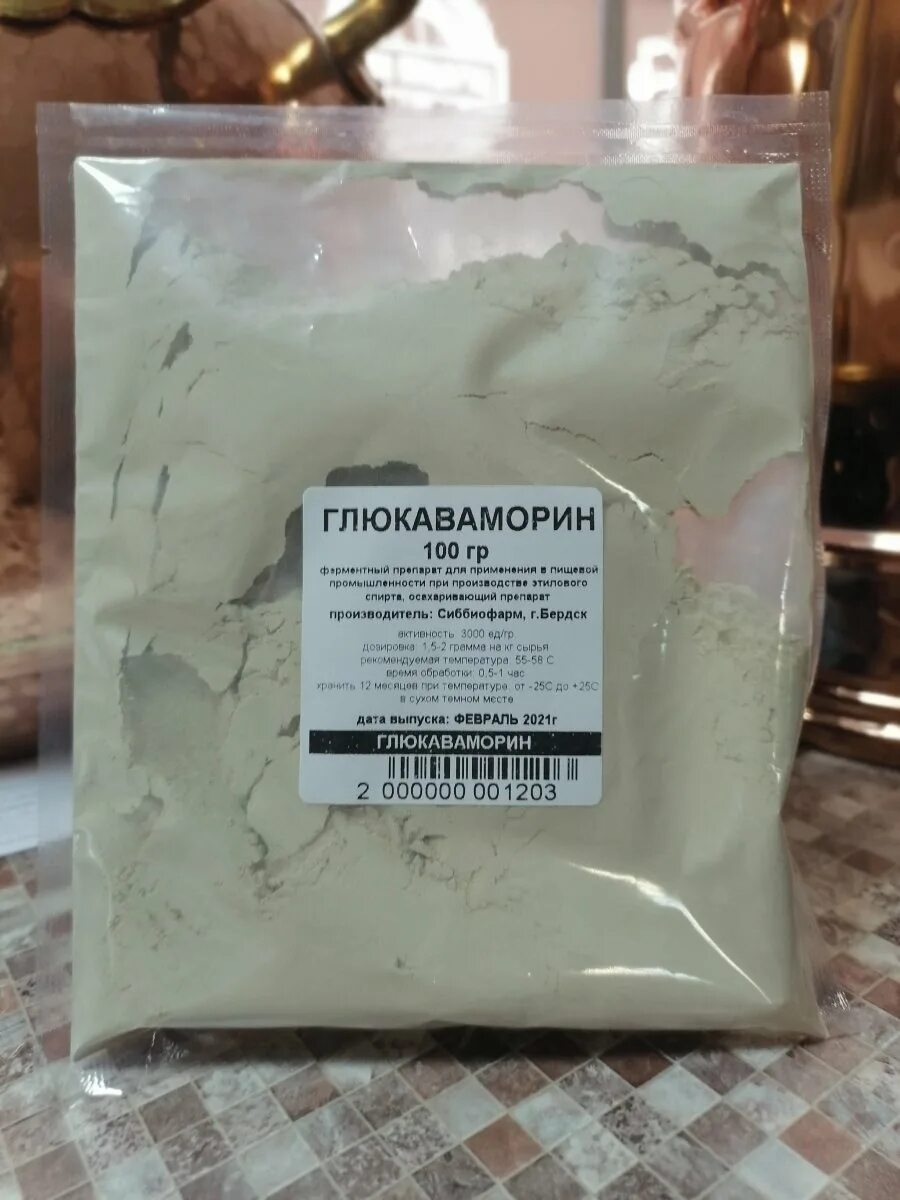 ГЛЮКАВАМОРИН
100 гр
ферментный препарат для применения в пищевой
промышленности при производстве этилового
спирта, осахаривающий препарат
производитель: Сиббиофарм, г.Бердск
активность: 3000 ед/гр.
дозировка: 1,5-2 грамма на кг сырья
рекомендуемая температура: 55-58 С
время обработки: 0,5-1 час
хранить 12 месяцев при температуре: от -25С до +25С
в сухом темном месте
дата выпуска: ФЕВРАЛЬ 2021г
ГЛЮКАВАМОРИН
2 000000 001203